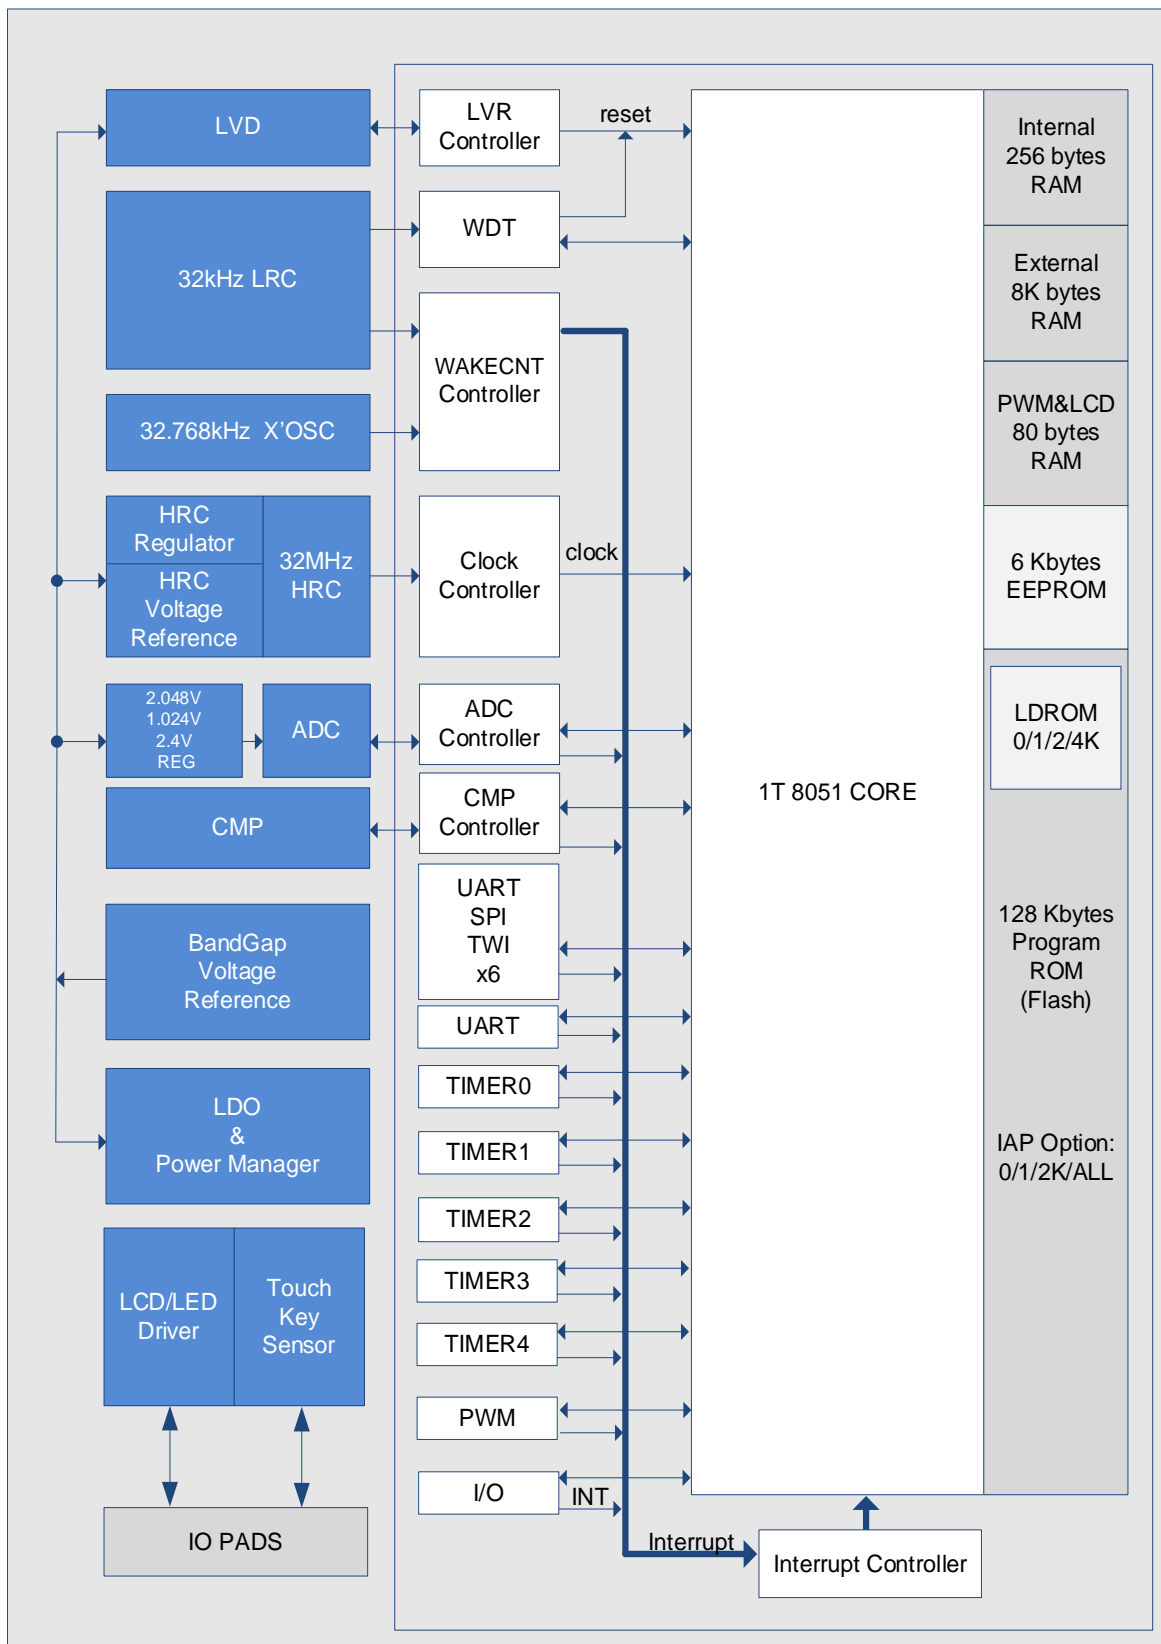 LVD
32kHz LRC
32.768kHz X'OSC
HRC
Regulator
HRC
Voltage
Reference
32MHz
HRC
2.048V
1.024V
2.4V
REG
ADC
CMP
BandGap
Voltage
Reference
LDO
&
Power Manager
LCD/LED
Driver
Touch
Key
Sensor
IO PADS
LVR
Controller
reset
WDT
WAKECNT
Controller
Clock
Controller
clock
ADC
Controller
CMP
Controller
UART
SPI
TWI
x6
UART
TIMER0
TIMER1
TIMER2
TIMER3
TIMER4
PWM
I/O
INT
Interrupt
Interrupt Controller
1T 8051 CORE
Internal
256 bytes
RAM
External
8K bytes
RAM
PWM&LCD
80 bytes
RAM
6 Kbytes
EEPROM
LDROM
0/1/2/4K
128 Kbytes
Program
ROM
(Flash)
IAP Option:
0/1/2K/ALL